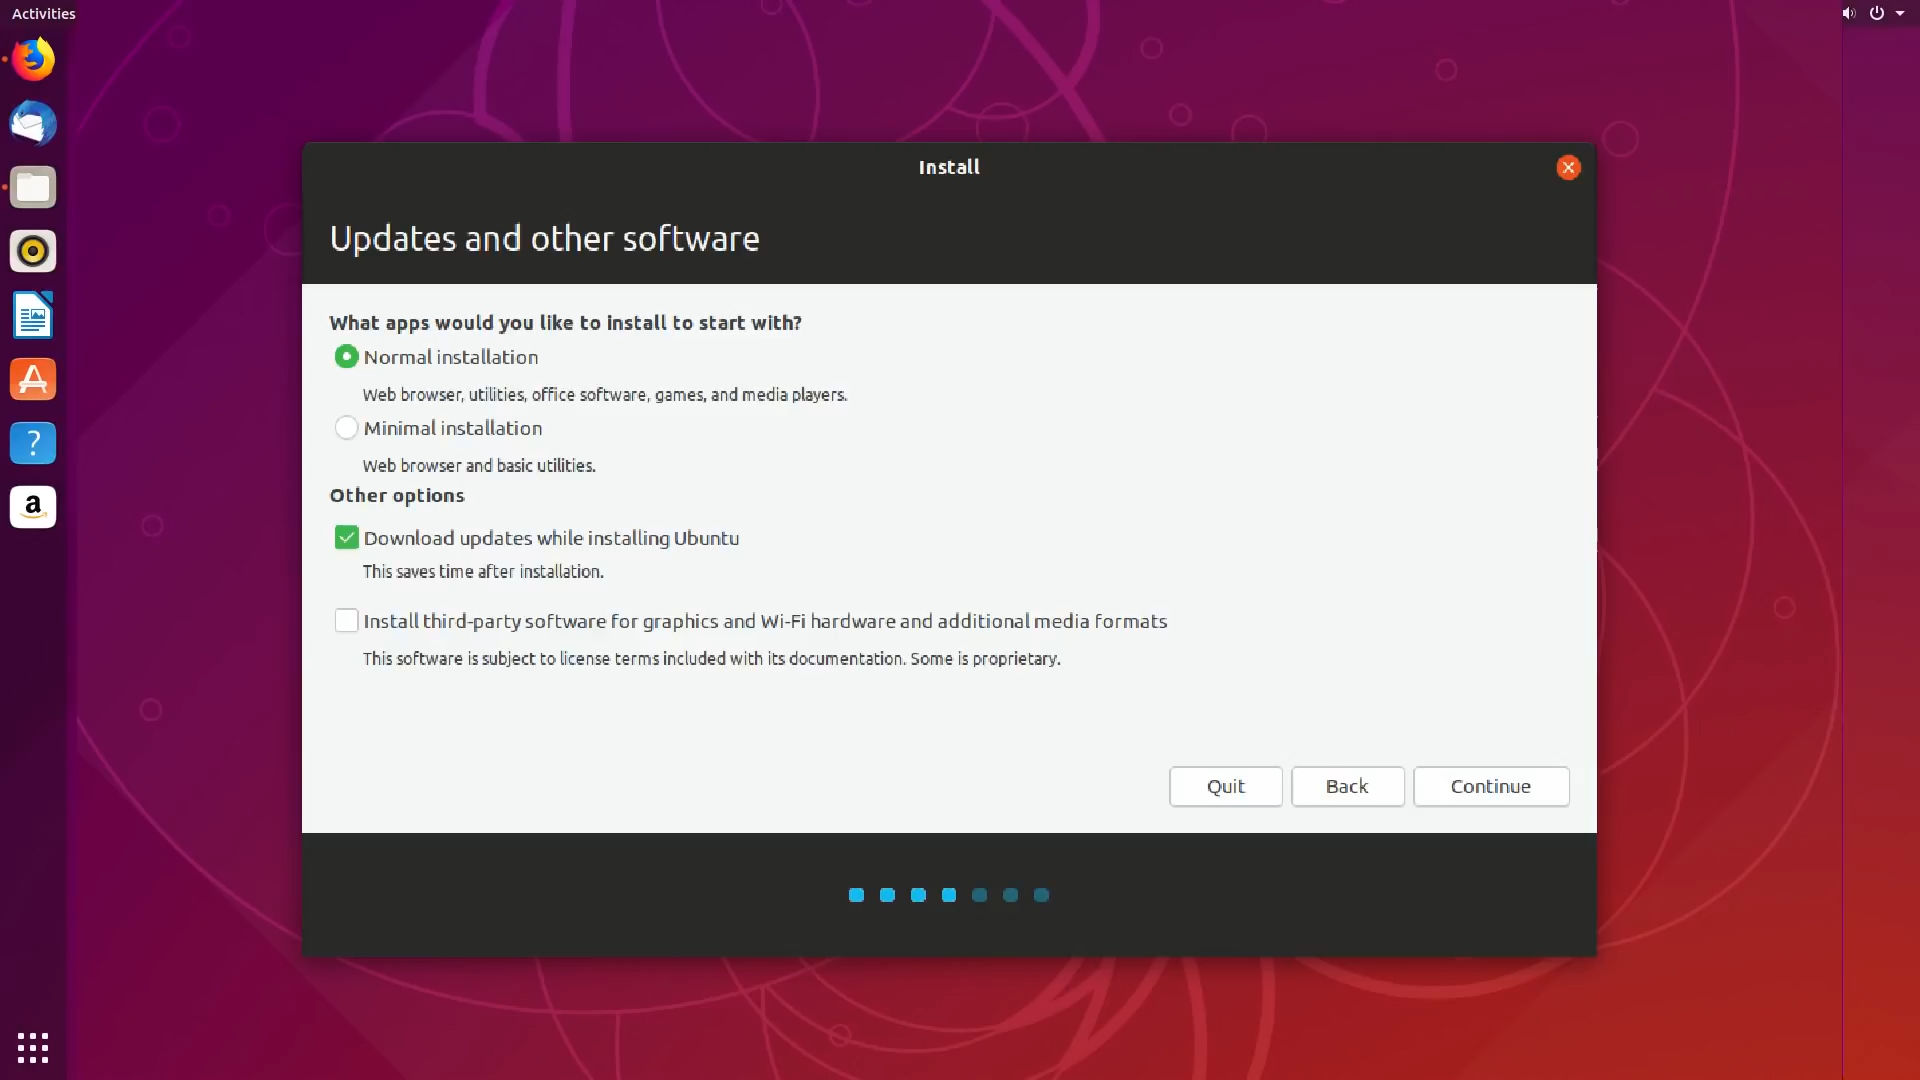 Activities
Install
Updates and other software
What apps would you like to install to start with?
Normal installation
Web browser, utilities, office software, games, and media players.
Minimal installation
Web browser and basic utilities.
Other options
Download updates while installing Ubuntu
This saves time after installation.
Install third-party software for graphics and Wi-Fi hardware and additional media formats
This software is subject to license terms included with its documentation. Some is proprietary.
Quit Back Continue